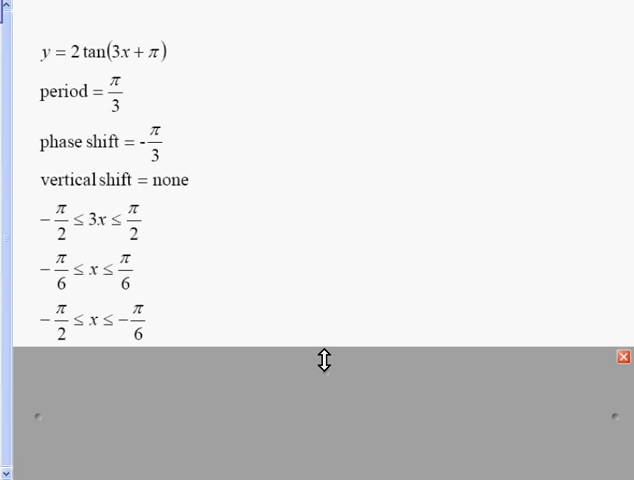 y = 2 tan(3x + π)
period = π/3
phase shift = -π/3
vertical shift = none
−π/2 ≤ 3x ≤ π/2
−π/6 ≤ x ≤ π/6
−π/2 ≤ x ≤ −π/6